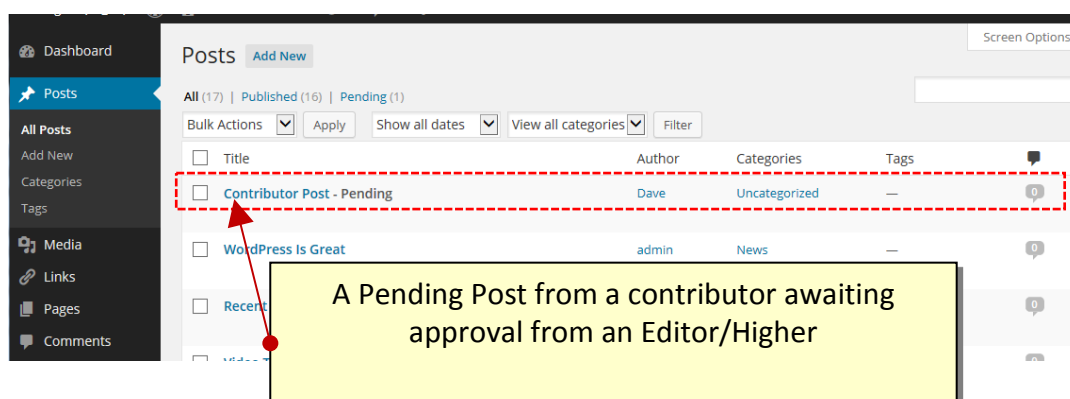 Screen Options
Dashboard
Posts Add New
Posts
All (17) | Published (16) | Pending (1)
All Posts
Bulk Actions Apply Show all dates View all categories Filter
Add New
Title Author Categories Tags
Categories
Contributor Post - Pending Dave Uncategorized — 0
Tags
Media
WordPress Is Great admin News — 0
Links
Pages
Recent 0
Comments
A Pending Post from a contributor awaiting
approval from an Editor/Higher